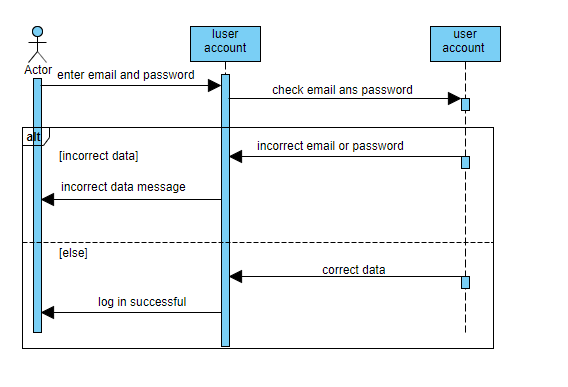 Iuser
account
user
account
Actor
enter email and password
check email ans password
alt
[incorrect data]
incorrect email or password
incorrect data message
[else]
correct data
log in successful